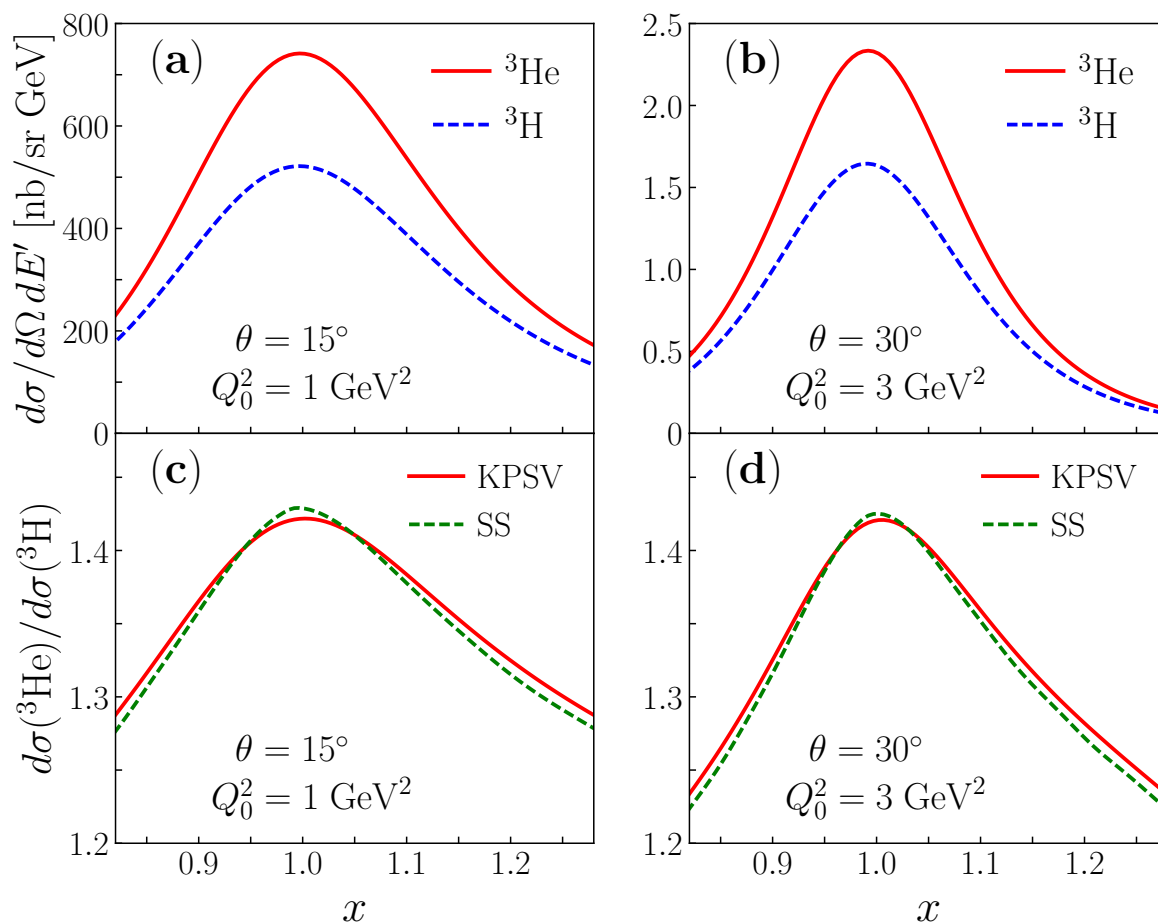 dσ/dΩ dE′ [nb/sr GeV]
800
600
400
200
0
(a)
³He
³H
θ = 15°
Q₀² = 1 GeV²
2.5
2.0
1.5
1.0
0.5
0
(b)
³He
³H
θ = 30°
Q₀² = 3 GeV²
dσ(³He)/dσ(³H)
1.4
1.3
1.2
(c)
KPSV
SS
θ = 15°
Q₀² = 1 GeV²
0.9 1.0 1.1 1.2
x
1.4
1.3
1.2
(d)
KPSV
SS
θ = 30°
Q₀² = 3 GeV²
0.9 1.0 1.1 1.2
x